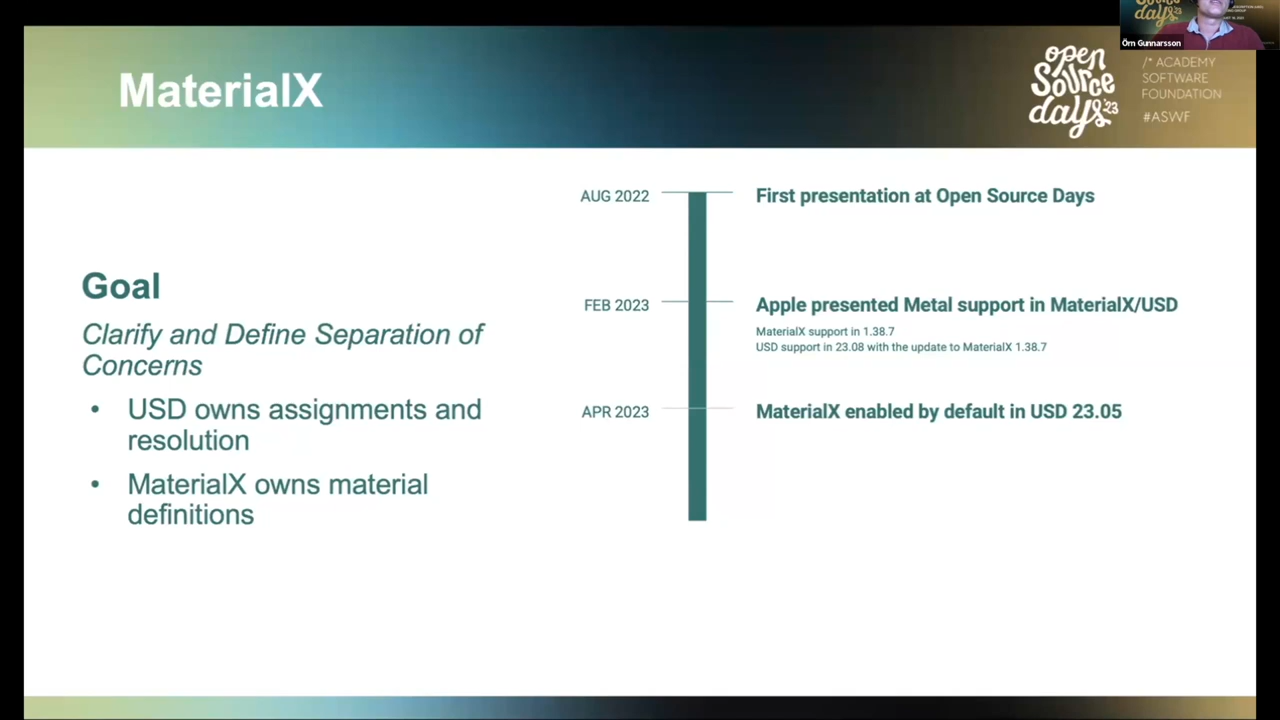 MaterialX
open
source
days '23
/* ACADEMY
SOFTWARE
FOUNDATION
#ASWF
days '23
Örn Gunnarsson
Goal
Clarify and Define Separation of
Concerns
• USD owns assignments and
resolution
• MaterialX owns material
definitions
AUG 2022
First presentation at Open Source Days
FEB 2023
Apple presented Metal support in MaterialX/USD
MaterialX support in 1.38.7
USD support in 23.08 with the update to MaterialX 1.38.7
APR 2023
MaterialX enabled by default in USD 23.05